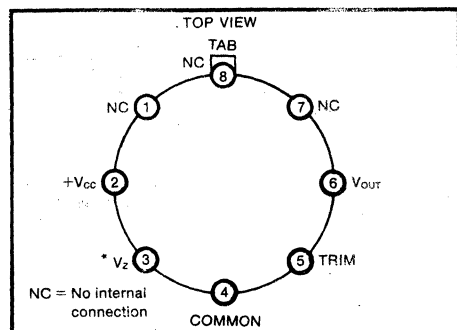 TOP VIEW
TAB
NC 8
NC 1
7 NC
+VCC 2
6 VOUT
* VZ 3
5 TRIM
4
NC = No internal
connection
COMMON